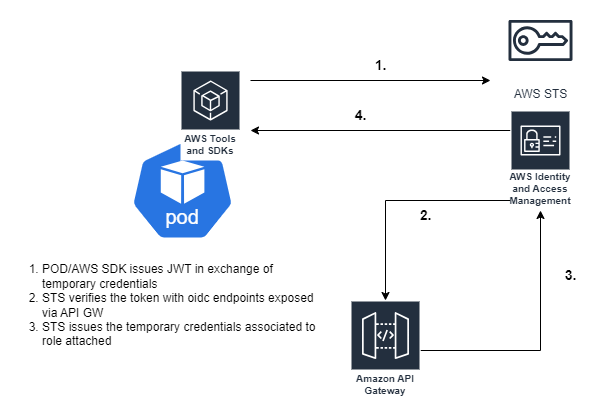 1.
AWS STS
4.
AWS Tools
and SDKs
AWS Identity
and Access
Management
pod
2.
1. POD/AWS SDK issues JWT in exchange of
temporary credentials
2. STS verifies the token with oidc endpoints exposed
via API GW
3. STS issues the temporary credentials associated to
role attached
3.
Amazon API
Gateway